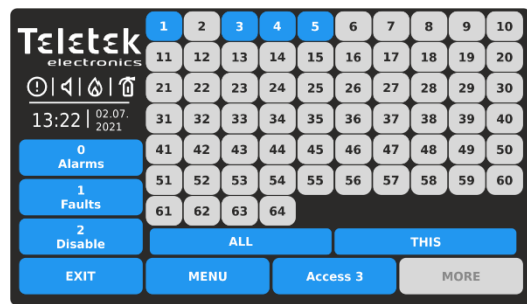 Teletek
electronics
13:22 | 02.07.
2021
0
Alarms
1
Faults
2
Disable
EXIT
1 2 3 4 5 6 7 8 9 10
11 12 13 14 15 16 17 18 19 20
21 22 23 24 25 26 27 28 29 30
31 32 33 34 35 36 37 38 39 40
41 42 43 44 45 46 47 48 49 50
51 52 53 54 55 56 57 58 59 60
61 62 63 64
ALL THIS
MENU Access 3 MORE